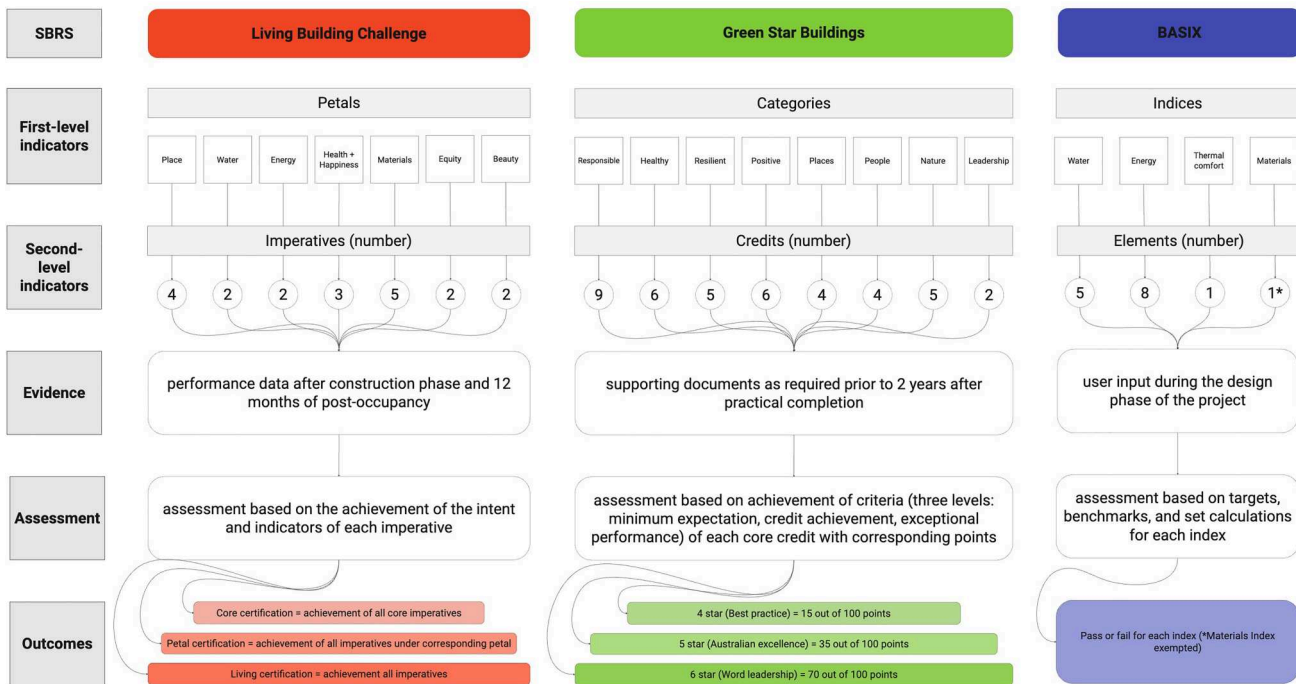 SBRS
Living Building Challenge
Green Star Buildings
BASIX
First-level
indicators
Petals
Categories
Indices
Place
Water
Energy
Health +
Happiness
Materials
Equity
Beauty
Responsible
Healthy
Resilient
Positive
Places
People
Nature
Leadership
Water
Energy
Thermal
comfort
Materials
Second-
level
indicators
Imperatives (number)
Credits (number)
Elements (number)
4
2
2
3
5
2
2
9
6
5
6
4
4
5
2
5
8
1
1*
Evidence
performance data after construction phase and 12
months of post-occupancy
supporting documents as required prior to 2 years after
practical completion
user input during the design
phase of the project
Assessment
assessment based on the achievement of the intent
and indicators of each imperative
assessment based on achievement of criteria (three levels:
minimum expectation, credit achievement, exceptional
performance) of each core credit with corresponding points
assessment based on targets,
benchmarks, and set calculations
for each index
Outcomes
Core certification = achievement of all core imperatives
Petal certification = achievement of all imperatives under corresponding petal
Living certification = achievement all imperatives
4 star (Best practice) = 15 out of 100 points
5 star (Australian excellence) = 35 out of 100 points
6 star (Word leadership) = 70 out of 100 points
Pass or fail for each index (*Materials Index
exempted)